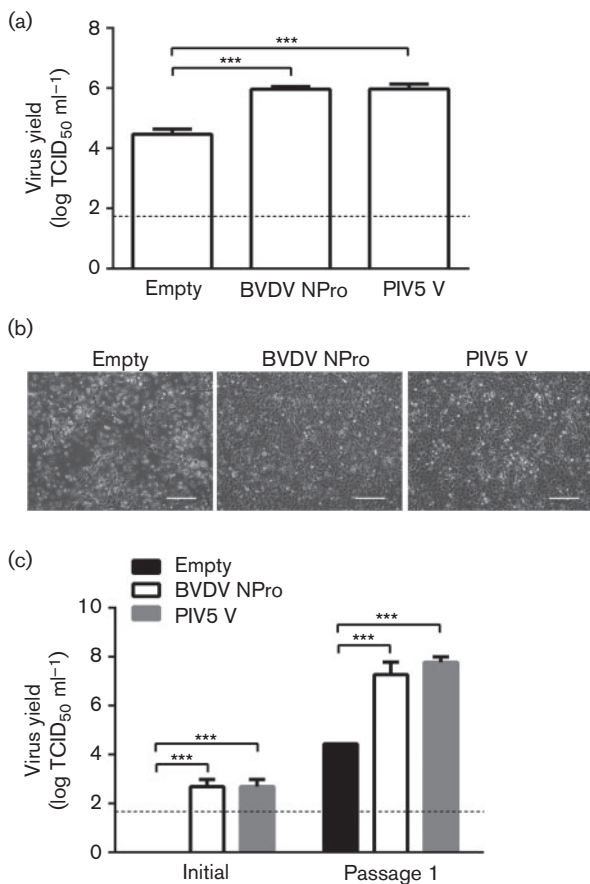 (a)
8
6
4
2
0
Virus yield
(log TCID₅₀ ml⁻¹)
***
***
Empty BVDV NPro PIV5 V
(b)
Empty BVDV NPro PIV5 V
(c)
Empty
BVDV NPro
PIV5 V
10
8
6
4
2
0
Virus yield
(log TCID₅₀ ml⁻¹)
***
***
***
***
Initial Passage 1